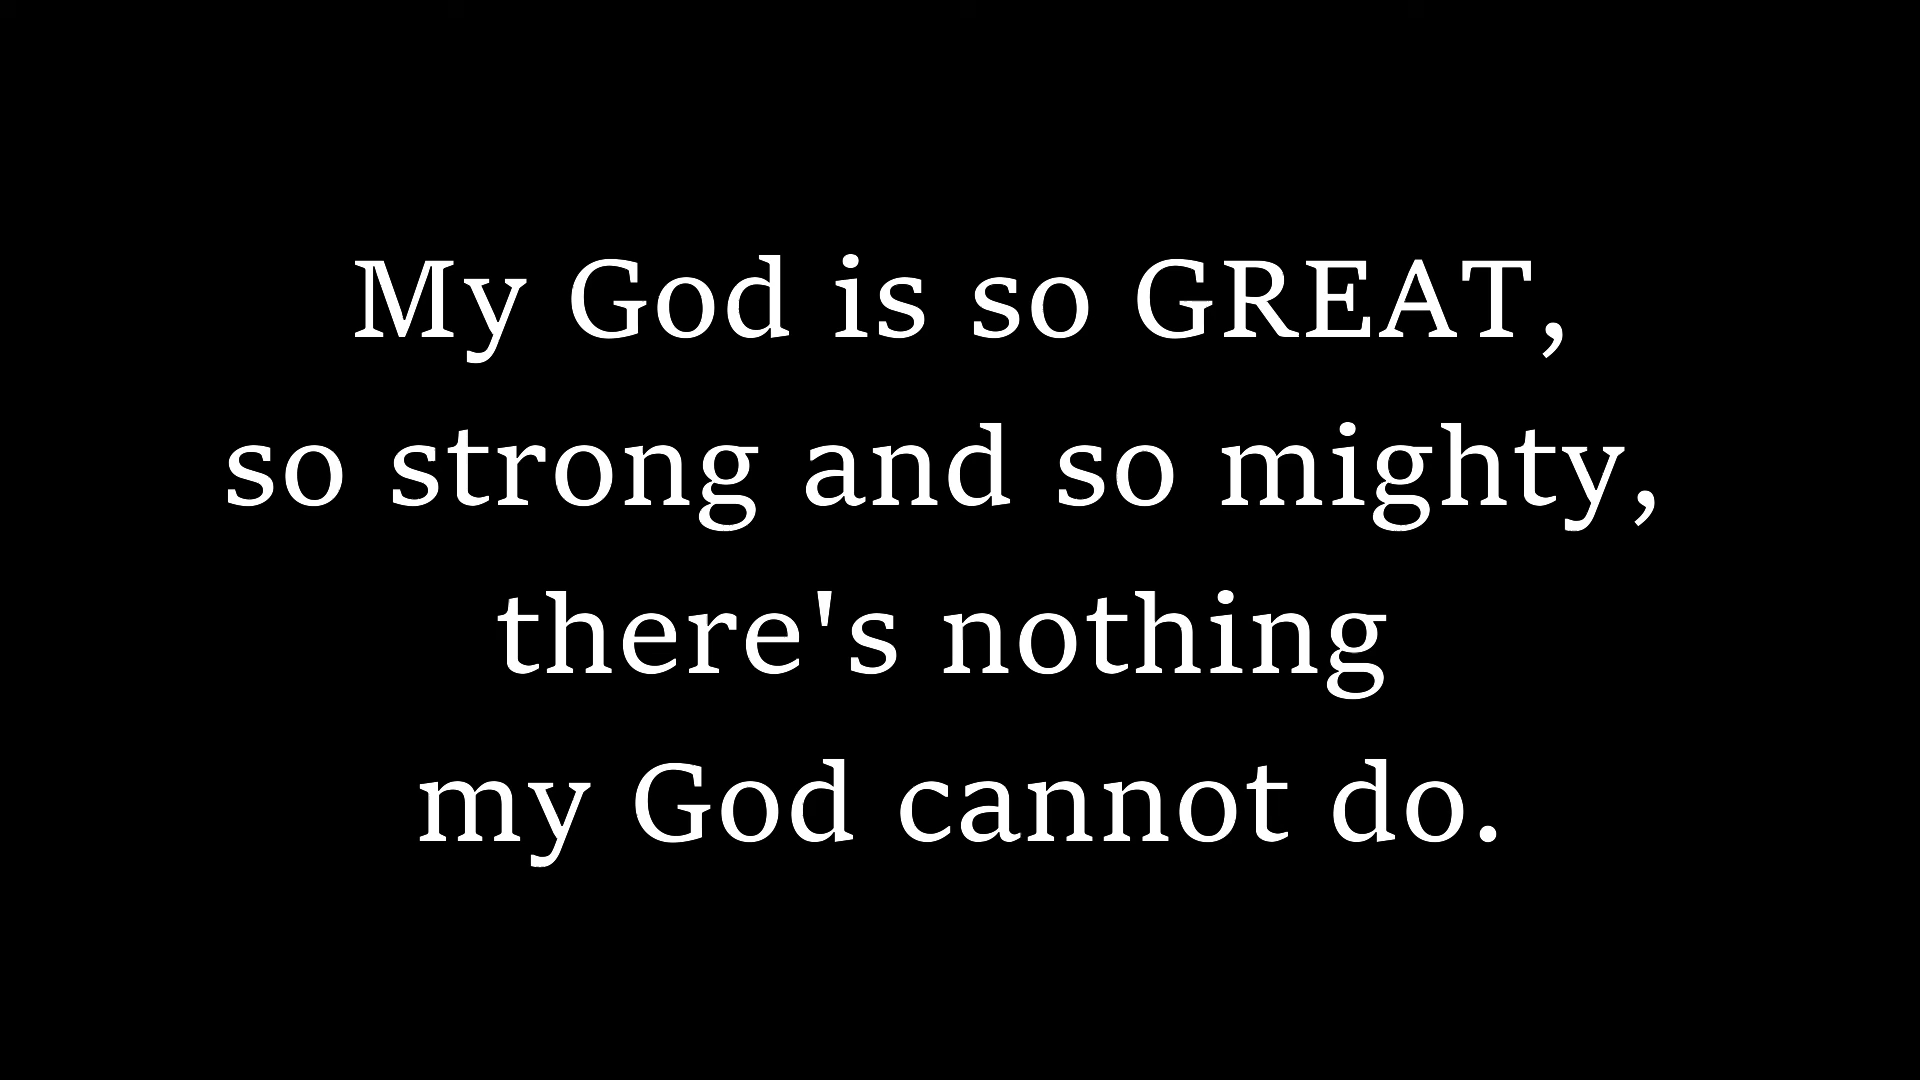 My God is so GREAT,
so strong and so mighty,
there's nothing
my God cannot do.